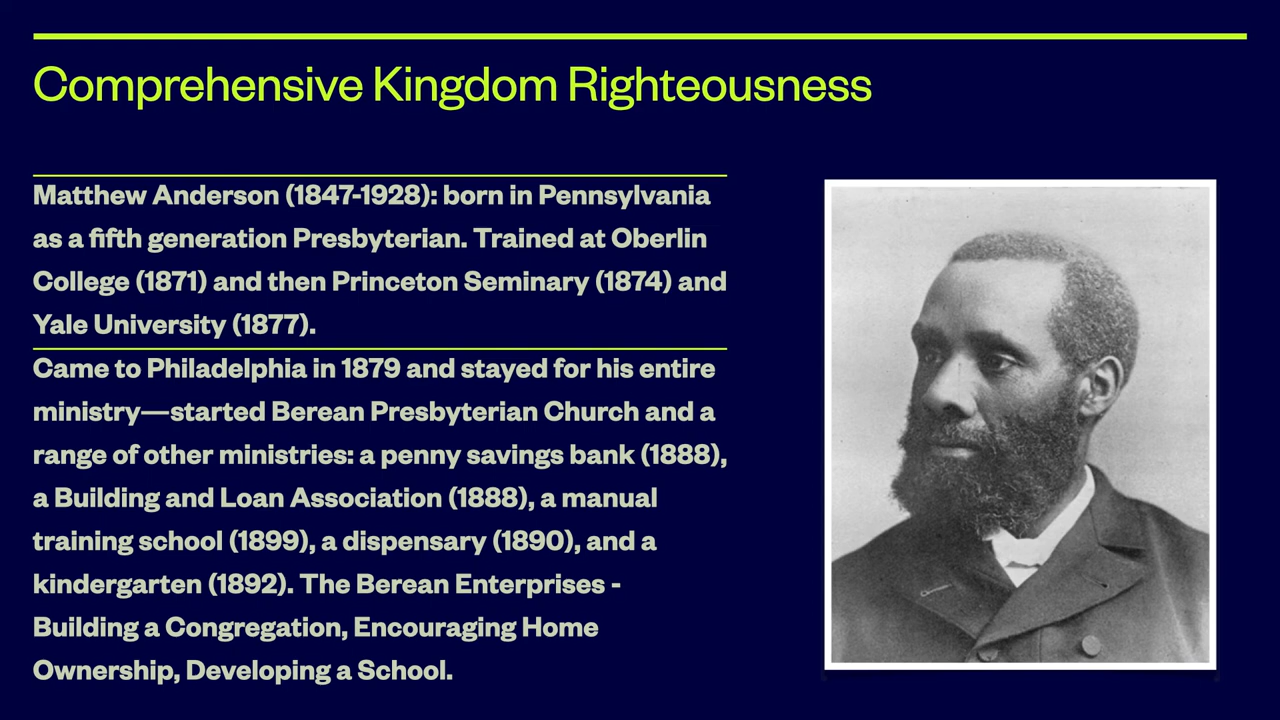 Comprehensive Kingdom Righteousness
Matthew Anderson (1847-1928): born in Pennsylvania
as a fifth generation Presbyterian. Trained at Oberlin
College (1871) and then Princeton Seminary (1874) and
Yale University (1877).
Came to Philadelphia in 1879 and stayed for his entire
ministry—started Berean Presbyterian Church and a
range of other ministries: a penny savings bank (1888),
a Building and Loan Association (1888), a manual
training school (1899), a dispensary (1890), and a
kindergarten (1892). The Berean Enterprises -
Building a Congregation, Encouraging Home
Ownership, Developing a School.